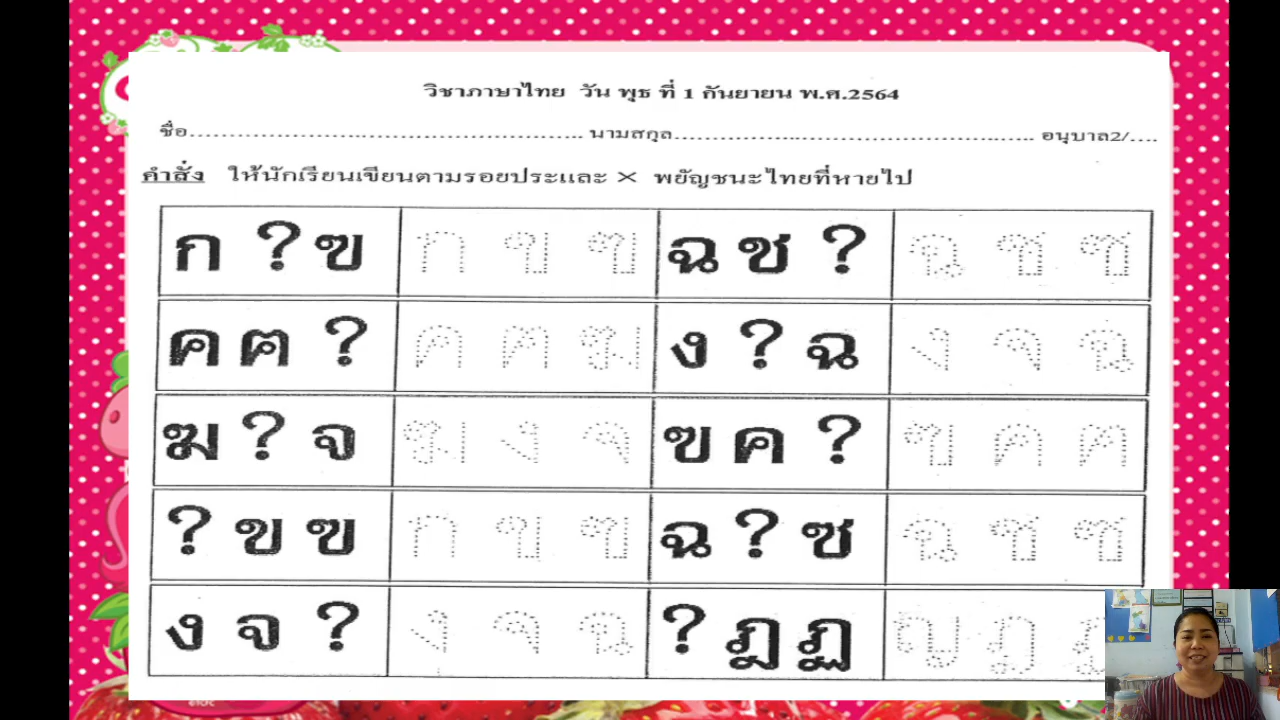 วิชาภาษาไทย วัน พุธ ที่ 1 กันยายน พ.ศ.2564
ชื่อ.................................................... นามสกุล.................................................... อนุบาล2/....
คำสั่ง ให้นักเรียนเขียนตามรอยประและ × พยัญชนะไทยที่หายไป
ก ? ฃ ก ข ฃ ฉ ช ? ฉ ช ซ
ค ฅ ? ค ฅ ฆ ง ? ฉ ง จ ฉ
ฆ ? จ ฆ ง จ ฃ ค ? ฃ ค ฅ
? ข ฃ ก ข ฃ ฉ ? ซ ฉ ช ซ
ง จ ? ง จ ฉ ? ฎ ฏ ญ ฎ